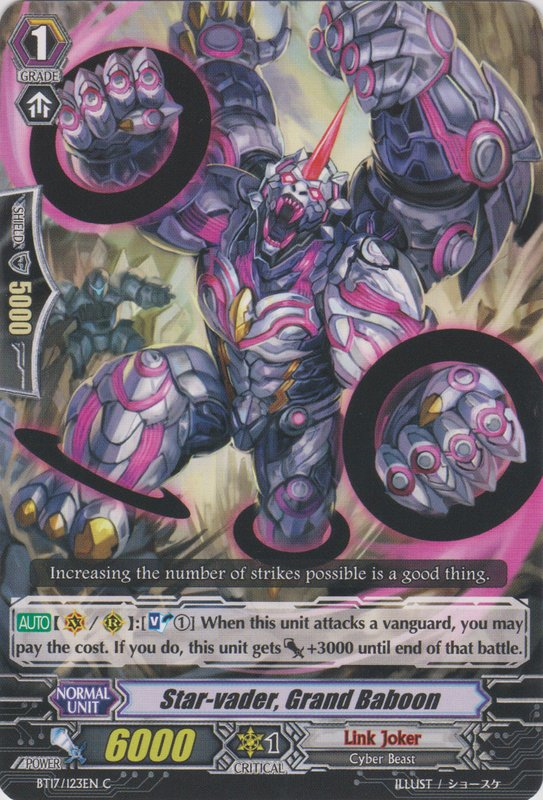 1
GRADE
SHIELD
5000
Increasing the number of strikes possible is a good thing.
AUTO [ V / R ]:[ V ①] When this unit attacks a vanguard, you may
pay the cost. If you do, this unit gets +3000 until end of that battle.
NORMAL
UNIT
Star-vader, Grand Baboon
POWER
6000
1
CRITICAL
Link Joker
Cyber Beast
BT17/123EN C
ILLUST / ショースケ